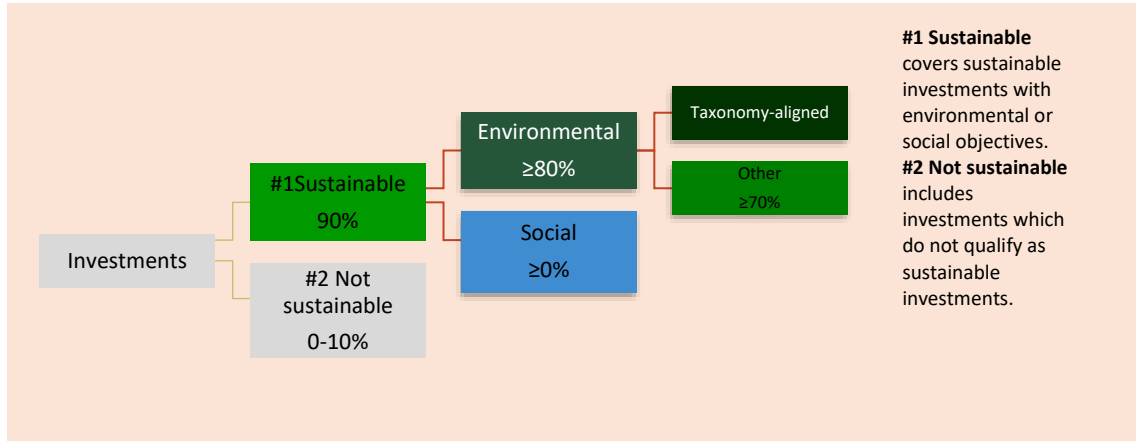 Investments
#1Sustainable
90%
#2 Not
sustainable
0-10%
Environmental
≥80%
Social
≥0%
Taxonomy-aligned
Other
≥70%
#1 Sustainable
covers sustainable
investments with
environmental or
social objectives.
#2 Not sustainable
includes
investments which
do not qualify as
sustainable
investments.